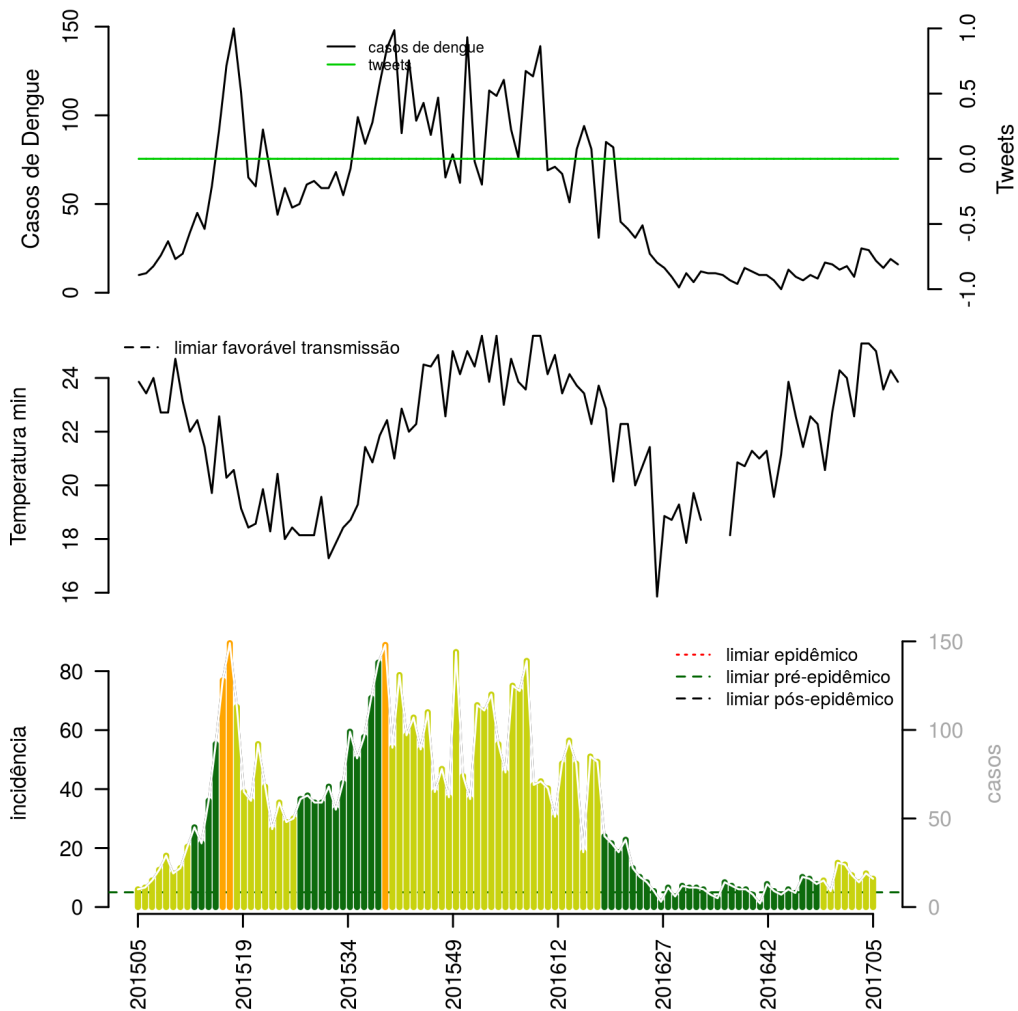 casos de dengue
tweets
Casos de Dengue
0
50
100
150
Tweets
-1.0
-0.5
0.0
0.5
1.0
limiar favorável transmissão
Temperatura min
16
18
20
22
24
limiar epidêmico
limiar pré-epidêmico
limiar pós-epidêmico
incidência
0
20
40
60
80
casos
0
50
100
150
201505
201519
201534
201549
201612
201627
201642
201705